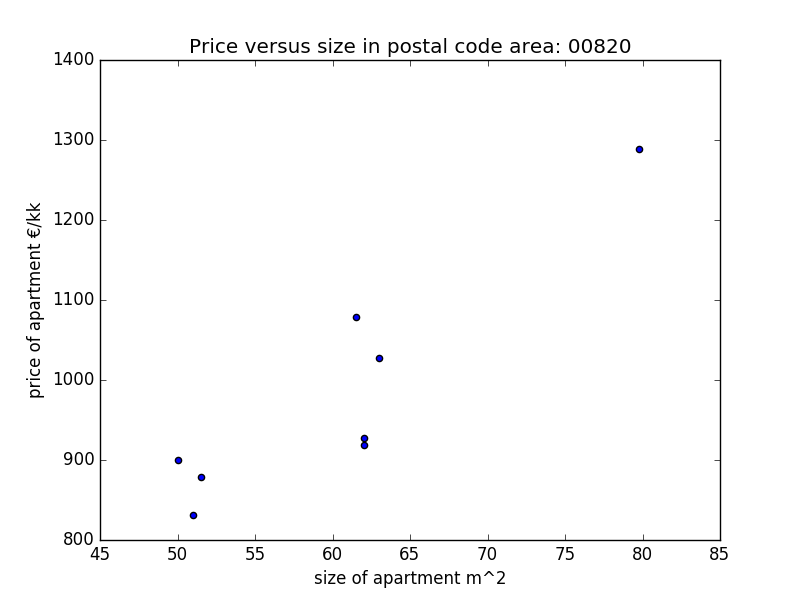 Price versus size in postal code area: 00820
1400
1300
1200
1100
1000
900
800
price of apartment €/kk
45 50 55 60 65 70 75 80 85
size of apartment m^2